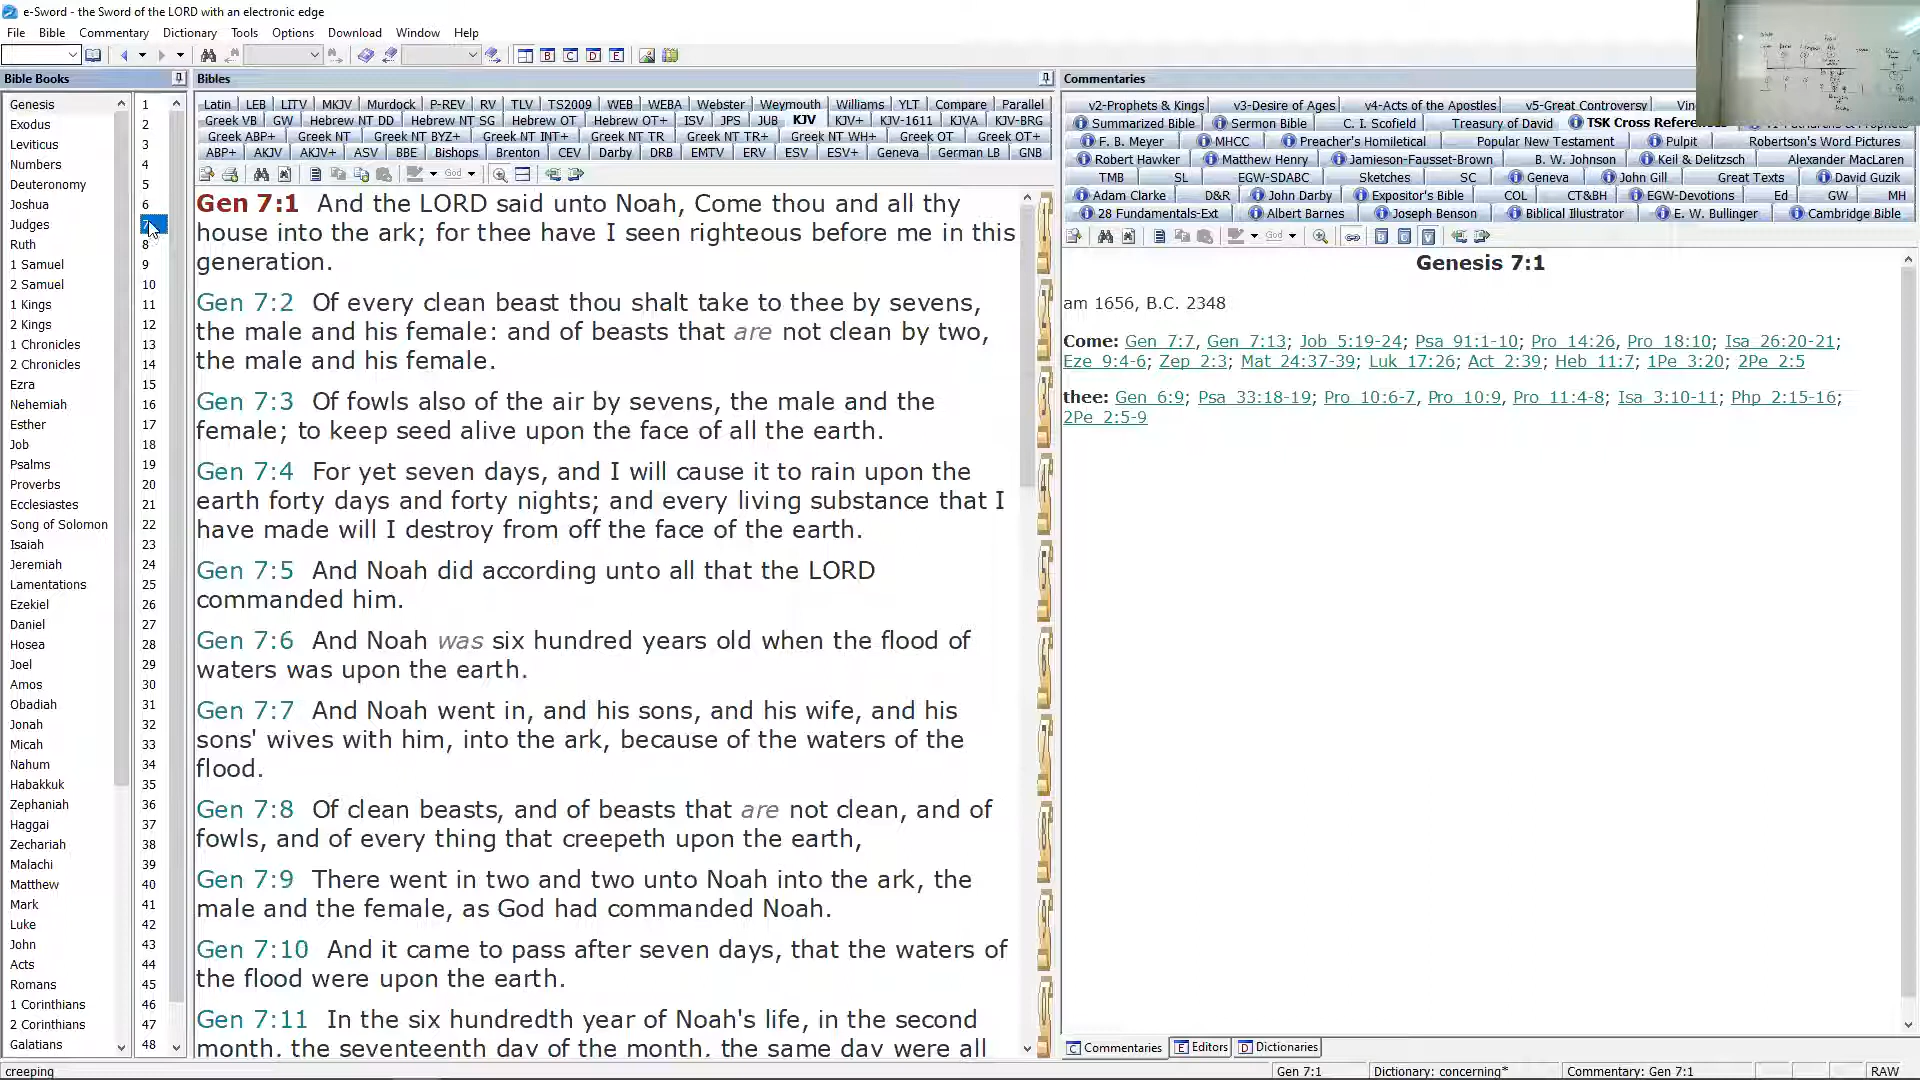 e-Sword - the Sword of the LORD with an electronic edge
File Bible Commentary Dictionary Tools Options Download Window Help
Bible Books
Genesis 1
Exodus 2
Leviticus 3
Numbers 4
Deuteronomy 5
Joshua 6
Judges 7
Ruth 8
1 Samuel 9
2 Samuel 10
1 Kings 11
2 Kings 12
1 Chronicles 13
2 Chronicles 14
Ezra 15
Nehemiah 16
Esther 17
Job 18
Psalms 19
Proverbs 20
Ecclesiastes 21
Song of Solomon 22
Isaiah 23
Jeremiah 24
Lamentations 25
Ezekiel 26
Daniel 27
Hosea 28
Joel 29
Amos 30
Obadiah 31
Jonah 32
Micah 33
Nahum 34
Habakkuk 35
Zephaniah 36
Haggai 37
Zechariah 38
Malachi 39
Matthew 40
Mark 41
Luke 42
John 43
Acts 44
Romans 45
1 Corinthians 46
2 Corinthians 47
Galatians 48
Bibles
Latin LEB LITV MKJV Murdock P-REV RV TLV TS2009 WEB WEBA Webster Weymouth Williams YLT Compare Parallel
Greek VB GW Hebrew NT DD Hebrew NT SG Hebrew OT Hebrew OT+ ISV JPS JUB KJV KJV+ KJV-1611 KJVA KJV-BRG
Greek ABP+ Greek NT Greek NT BYZ+ Greek NT INT+ Greek NT TR Greek NT TR+ Greek NT WH+ Greek OT Greek OT+
ABP+ AKJV AKJV+ ASV BBE Bishops Brenton CEV Darby DRB EMTV ERV ESV ESV+ Geneva German LB GNB
God
Gen 7:1 And the LORD said unto Noah, Come thou and all thy
house into the ark; for thee have I seen righteous before me in this
generation.
Gen 7:2 Of every clean beast thou shalt take to thee by sevens,
the male and his female: and of beasts that are not clean by two,
the male and his female.
Gen 7:3 Of fowls also of the air by sevens, the male and the
female; to keep seed alive upon the face of all the earth.
Gen 7:4 For yet seven days, and I will cause it to rain upon the
earth forty days and forty nights; and every living substance that I
have made will I destroy from off the face of the earth.
Gen 7:5 And Noah did according unto all that the LORD
commanded him.
Gen 7:6 And Noah was six hundred years old when the flood of
waters was upon the earth.
Gen 7:7 And Noah went in, and his sons, and his wife, and his
sons' wives with him, into the ark, because of the waters of the
flood.
Gen 7:8 Of clean beasts, and of beasts that are not clean, and of
fowls, and of every thing that creepeth upon the earth,
Gen 7:9 There went in two and two unto Noah into the ark, the
male and the female, as God had commanded Noah.
Gen 7:10 And it came to pass after seven days, that the waters of
the flood were upon the earth.
Gen 7:11 In the six hundredth year of Noah's life, in the second
month, the seventeenth day of the month, the same day were all
Commentaries
v2-Prophets & Kings v3-Desire of Ages v4-Acts of the Apostles v5-Great Controversy
Summarized Bible Sermon Bible C. I. Scofield Treasury of David TSK Cross
F. B. Meyer MHCC Preacher's Homiletical Popular New Testament Pulpit Robertson's Word Pictures
Robert Hawker Matthew Henry Jamieson-Fausset-Brown B. W. Johnson Keil & Delitzsch Alexander MacLaren
TMB SL EGW-SDABC Sketches SC Geneva John Gill Great Texts David Guzik
Adam Clarke D&R John Darby Expositor's Bible COL CT&BH EGW-Devotions Ed GW MH
28 Fundamentals-Ext Albert Barnes Joseph Benson Biblical Illustrator E. W. Bullinger Cambridge Bible
God
Genesis 7:1
am 1656, B.C. 2348
Come: Gen 7:7, Gen 7:13; Job 5:19-24; Psa 91:1-10; Pro 14:26, Pro 18:10; Isa 26:20-21;
Eze 9:4-6; Zep 2:3; Mat 24:37-39; Luk 17:26; Act 2:39; Heb 11:7; 1Pe 3:20; 2Pe 2:5
thee: Gen 6:9; Psa 33:18-19; Pro 10:6-7, Pro 10:9, Pro 11:4-8; Isa 3:10-11; Php 2:15-16;
2Pe 2:5-9
Commentaries Editors Dictionaries
creeping Gen 7:1 Dictionary: concerning* Commentary: Gen 7:1 RAW